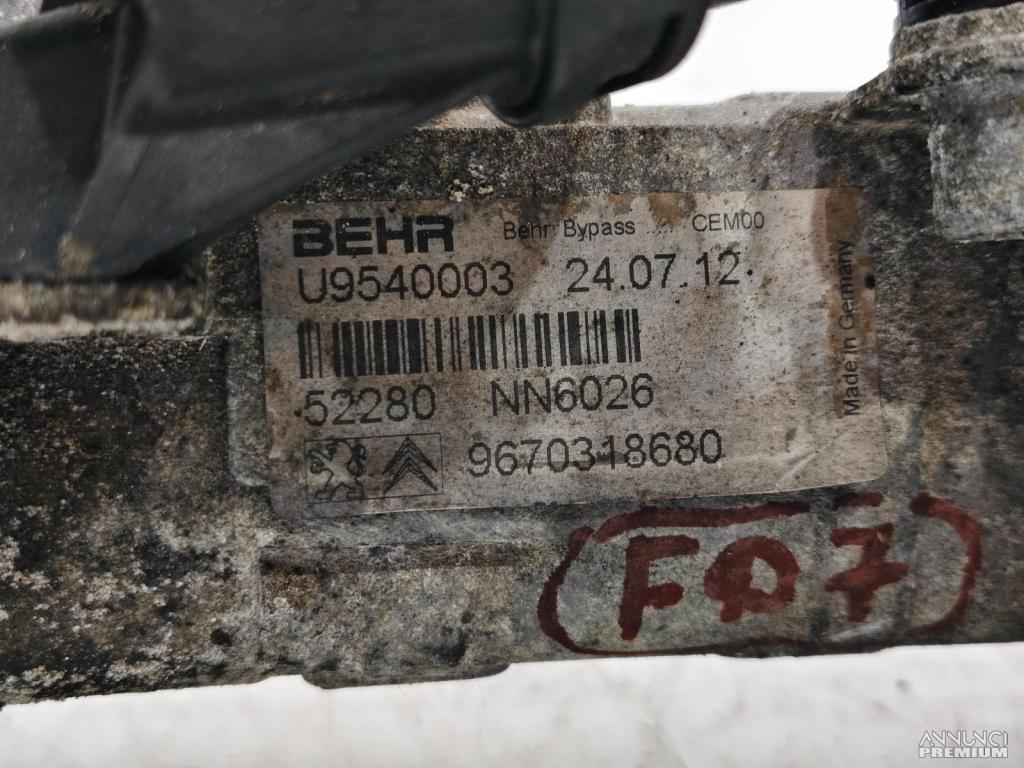 BEHR Behr Bypass ..... CEM00
U9540003 24.07.12
52280 NN6026
9670318680
Made in Germany
F07
ANNUNCI
PREMIUM